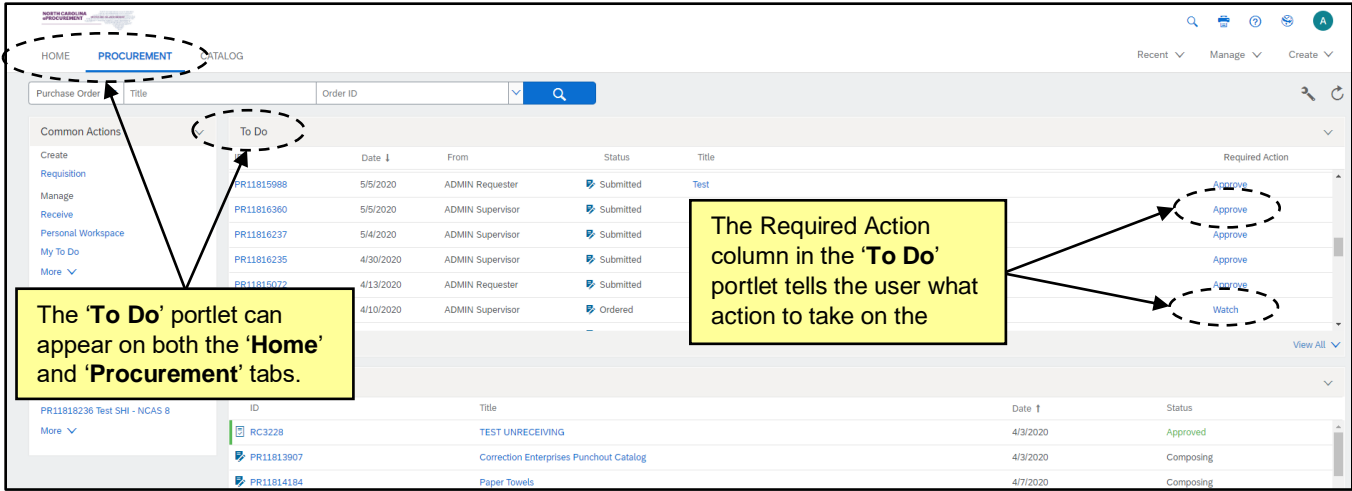 NORTH CAROLINA
ePROCUREMENT
HOME PROCUREMENT CATALOG
Recent Manage Create
A
Purchase Order Title Order ID
Common Actions
Create
Requisition
Manage
Receive
Personal Workspace
My To Do
More
To Do
Date ↓ From Status Title Required Action
PR11815988 5/5/2020 ADMIN Requester Submitted Test Approve
PR11816360 5/5/2020 ADMIN Supervisor Submitted Approve
PR11816237 5/4/2020 ADMIN Supervisor Submitted Approve
PR11816235 4/30/2020 ADMIN Supervisor Submitted Approve
PR11815072 4/13/2020 ADMIN Requester Submitted Approve
4/10/2020 ADMIN Supervisor Ordered Watch
View All
The ‘To Do’ portlet can
appear on both the ‘Home’
and ‘Procurement’ tabs.
The Required Action
column in the ‘To Do’
portlet tells the user what
action to take on the
PR11818236 Test SHI - NCAS 8
More
ID Title Date ↑ Status
RC3228 TEST UNRECEIVING 4/3/2020 Approved
PR11813907 Correction Enterprises Punchout Catalog 4/3/2020 Composing
PR11814184 Paper Towels 4/7/2020 Composing